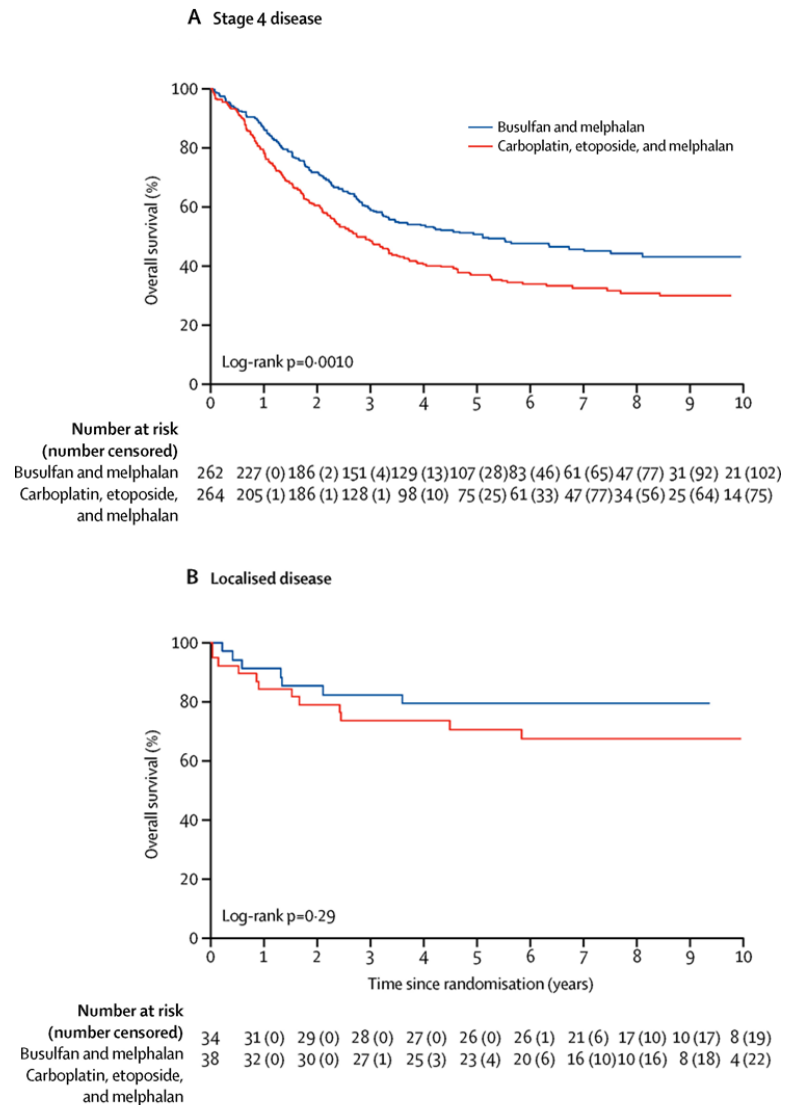 A Stage 4 disease
100
80
60
40
20
0
Overall survival (%)
Busulfan and melphalan
Carboplatin, etoposide, and melphalan
Log-rank p=0·0010
0 1 2 3 4 5 6 7 8 9 10
Number at risk
(number censored)
Busulfan and melphalan 262 227 (0) 186 (2) 151 (4) 129 (13) 107 (28) 83 (46) 61 (65) 47 (77) 31 (92) 21 (102)
Carboplatin, etoposide, 264 205 (1) 186 (1) 128 (1) 98 (10) 75 (25) 61 (33) 47 (77) 34 (56) 25 (64) 14 (75)
and melphalan
B Localised disease
100
80
60
40
20
0
Overall survival (%)
Log-rank p=0·29
0 1 2 3 4 5 6 7 8 9 10
Time since randomisation (years)
Number at risk
(number censored) 34 31 (0) 29 (0) 28 (0) 27 (0) 26 (0) 26 (1) 21 (6) 17 (10) 10 (17) 8 (19)
Busulfan and melphalan 38 32 (0) 30 (0) 27 (1) 25 (3) 23 (4) 20 (6) 16 (10) 10 (16) 8 (18) 4 (22)
Carboplatin, etoposide,
and melphalan